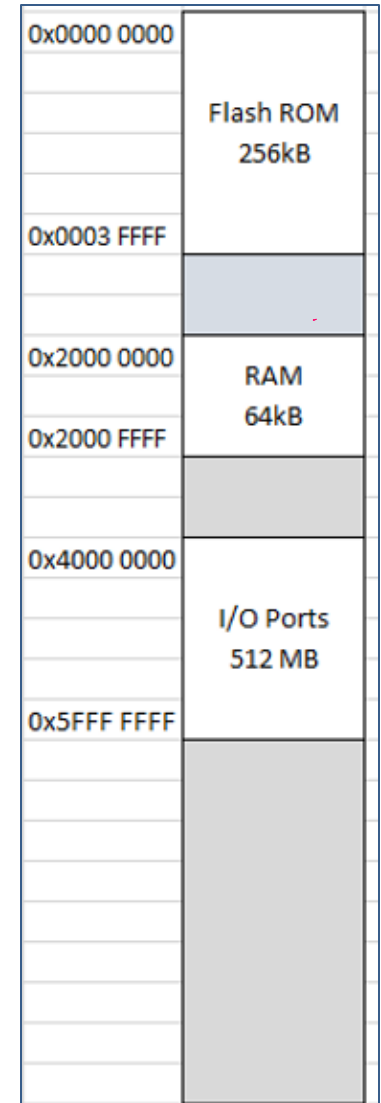 0x0000 0000
Flash ROM
256kB
0x0003 FFFF
0x2000 0000
RAM
64kB
0x2000 FFFF
0x4000 0000
I/O Ports
512 MB
0x5FFF FFFF